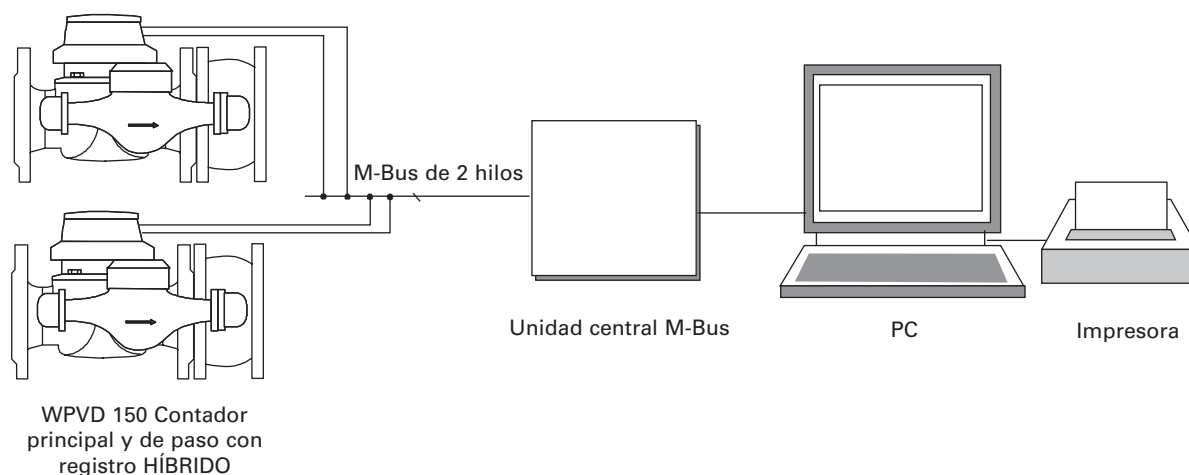 M-Bus de 2 hilos
Unidad central M-Bus
PC
Impresora
WPVD 150 Contador
principal y de paso con
registro HÍBRIDO